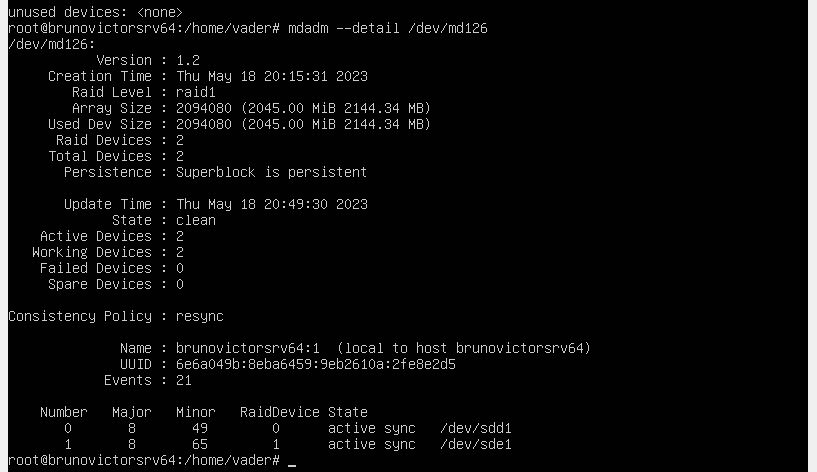 unused devices: <none>
root@brunovictorsrv64:/home/vader# mdadm --detail /dev/md126
/dev/md126:
Version : 1.2
Creation Time : Thu May 18 20:15:31 2023
Raid Level : raid1
Array Size : 2094080 (2045.00 MiB 2144.34 MB)
Used Dev Size : 2094080 (2045.00 MiB 2144.34 MB)
Raid Devices : 2
Total Devices : 2
Persistence : Superblock is persistent
Update Time : Thu May 18 20:49:30 2023
State : clean
Active Devices : 2
Working Devices : 2
Failed Devices : 0
Spare Devices : 0
Consistency Policy : resync
Name : brunovictorsrv64:1  (local to host brunovictorsrv64)
UUID : 6e6a049b:8eba6459:9eb2610a:2fe8e2d5
Events : 21
Number   Major   Minor   RaidDevice State
0       8       49        0      active sync   /dev/sdd1
1       8       65        1      active sync   /dev/sde1
root@brunovictorsrv64:/home/vader# _